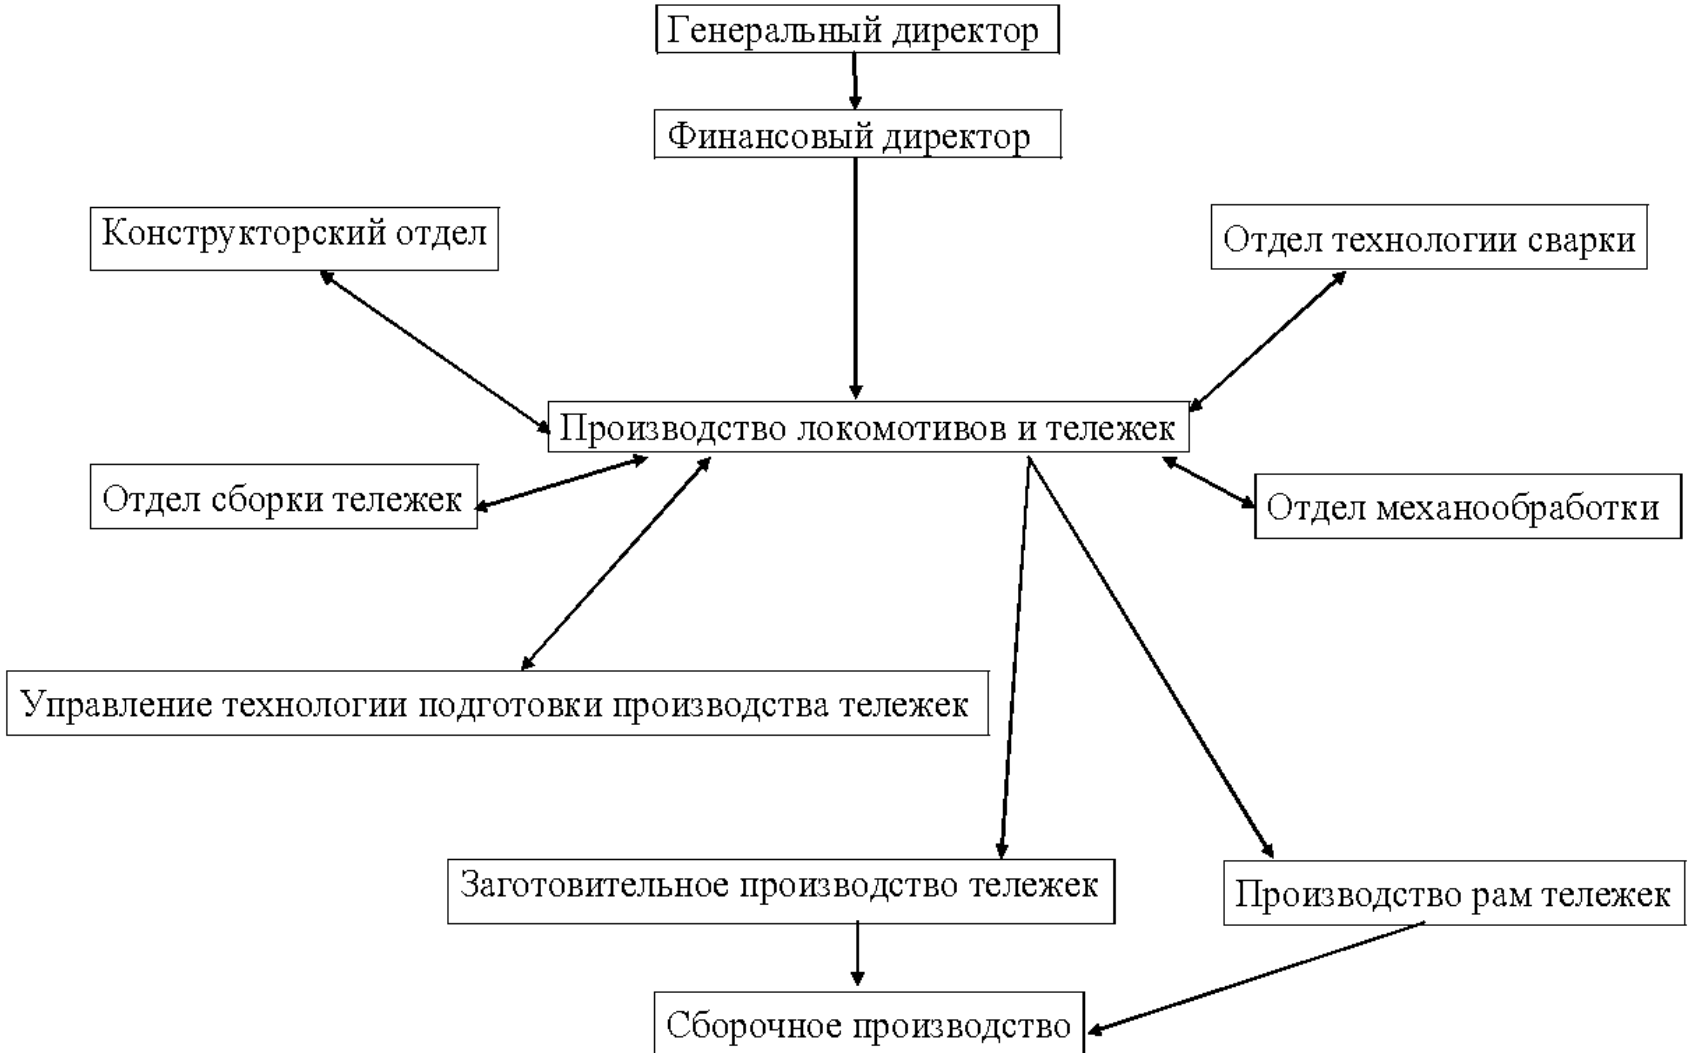 Генеральный директор
Финансовый директор
Конструкторский отдел
Отдел технологии сварки
Производство локомотивов и тележек
Отдел сборки тележек
Отдел механообработки
Управление технологии подготовки производства тележек
Заготовительное производство тележек
Производство рам тележек
Сборочное производство